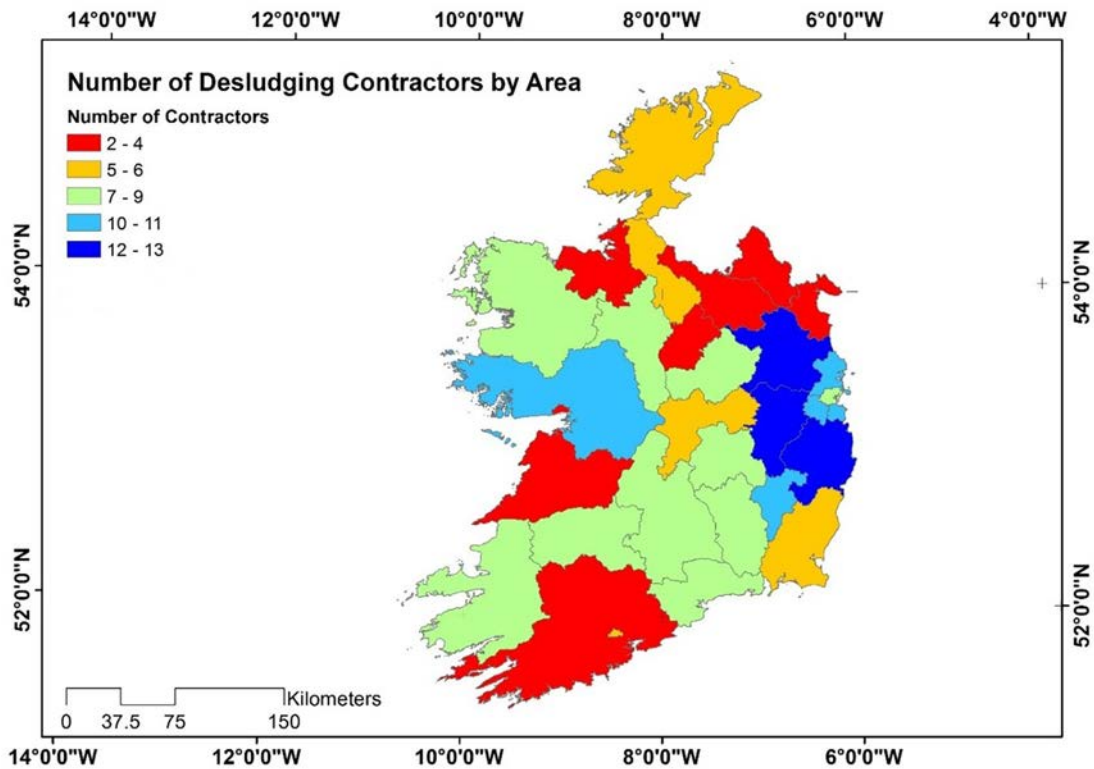 14°0'0"W 12°0'0"W 10°0'0"W 8°0'0"W 6°0'0"W 4°0'0"W
Number of Desludging Contractors by Area
Number of Contractors
2 - 4
5 - 6
7 - 9
10 - 11
12 - 13
54°0'0"N
54°0'0"N
52°0'0"N
52°0'0"N
Kilometers
0 37.5 75 150
14°0'0"W 12°0'0"W 10°0'0"W 8°0'0"W 6°0'0"W